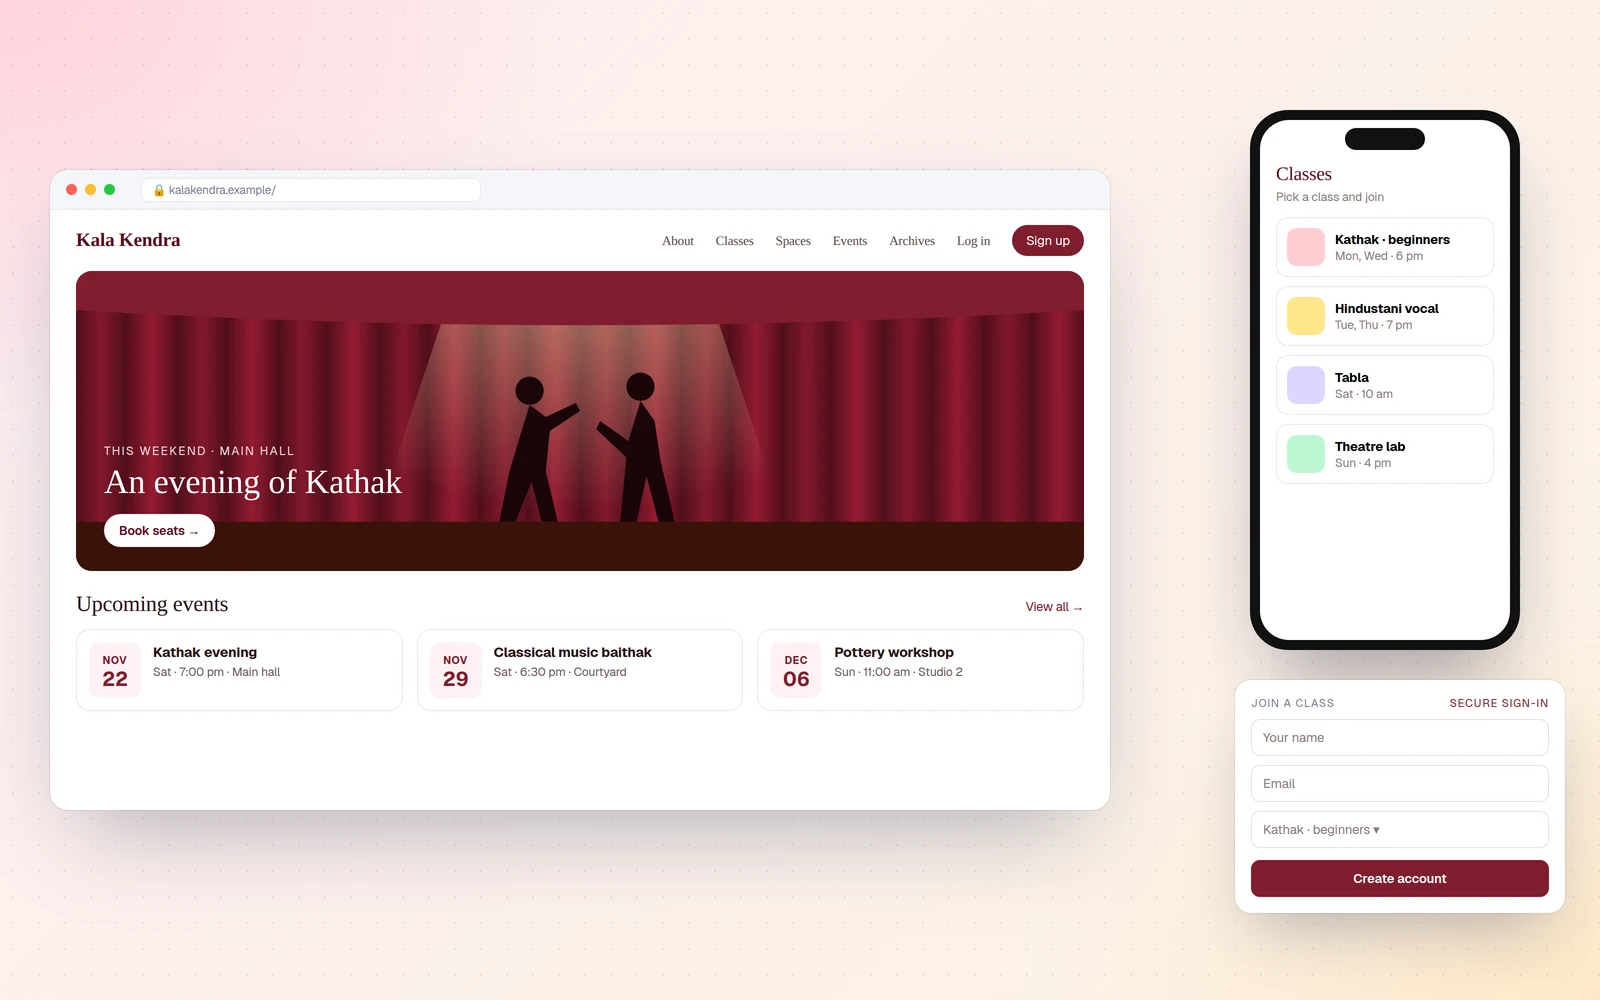 🔒 kalakendra.example/
Kala Kendra
About Classes Spaces Events Archives Log in Sign up
THIS WEEKEND · MAIN HALL
An evening of Kathak
Book seats →
Upcoming events
View all →
NOV
22
Kathak evening
Sat · 7:00 pm · Main hall
NOV
29
Classical music baithak
Sat · 6:30 pm · Courtyard
DEC
06
Pottery workshop
Sun · 11:00 am · Studio 2
Classes
Pick a class and join
Kathak · beginners
Mon, Wed · 6 pm
Hindustani vocal
Tue, Thu · 7 pm
Tabla
Sat · 10 am
Theatre lab
Sun · 4 pm
JOIN A CLASS
SECURE SIGN-IN
Your name
Email
Kathak · beginners ▾
Create account